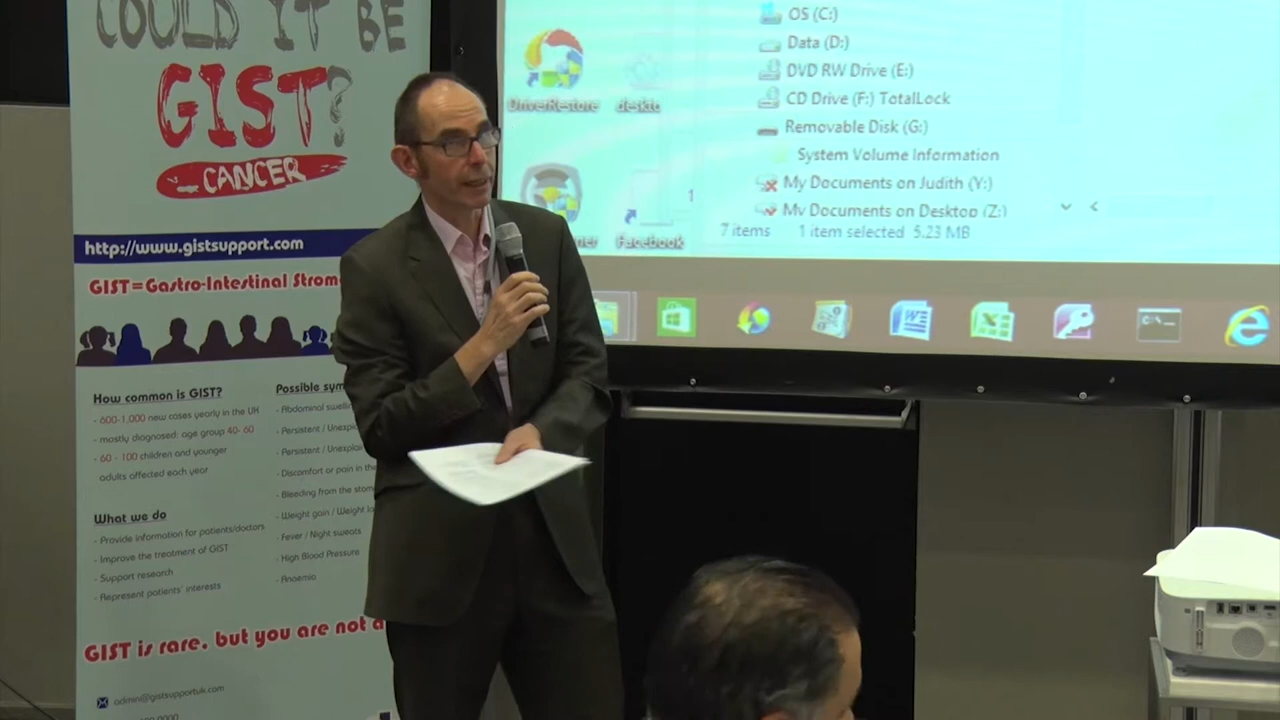 COULD IT BE
GIST?
CANCER
http://www.gistsupport.com
GIST=Gastro-Intestinal Strom
How common is GIST?
- 600-1,000 new cases yearly in the UK
- mostly diagnosed: age group 40- 60
- 60 - 100 children and younger
adults affected each year
What we do
- Provide information for patients/doctors
- Improve the treatment of GIST
- Support research
- Represent patients' interests
Possible sym
- Abdominal swelli
- Persistent / Unexpl
- Persistent / Unexplai
- Discomfort or pain in the
- Bleeding from the stom
- Weight gain / Weight lo
- Fever / Night sweats
- High Blood Pressure
- Anaemia
GIST is rare, but you are not a
admin@gistsupportuk.com
OS (C:)
Data (D:)
DVD RW Drive (E:)
CD Drive (F:) TotalLock
Removable Disk (G:)
System Volume Information
My Documents on Judith (Y:)
My Documents on Desktop (Z:)
7 items 1 item selected 5.23 MB
DriverRestore
deskto
ner
Facebook